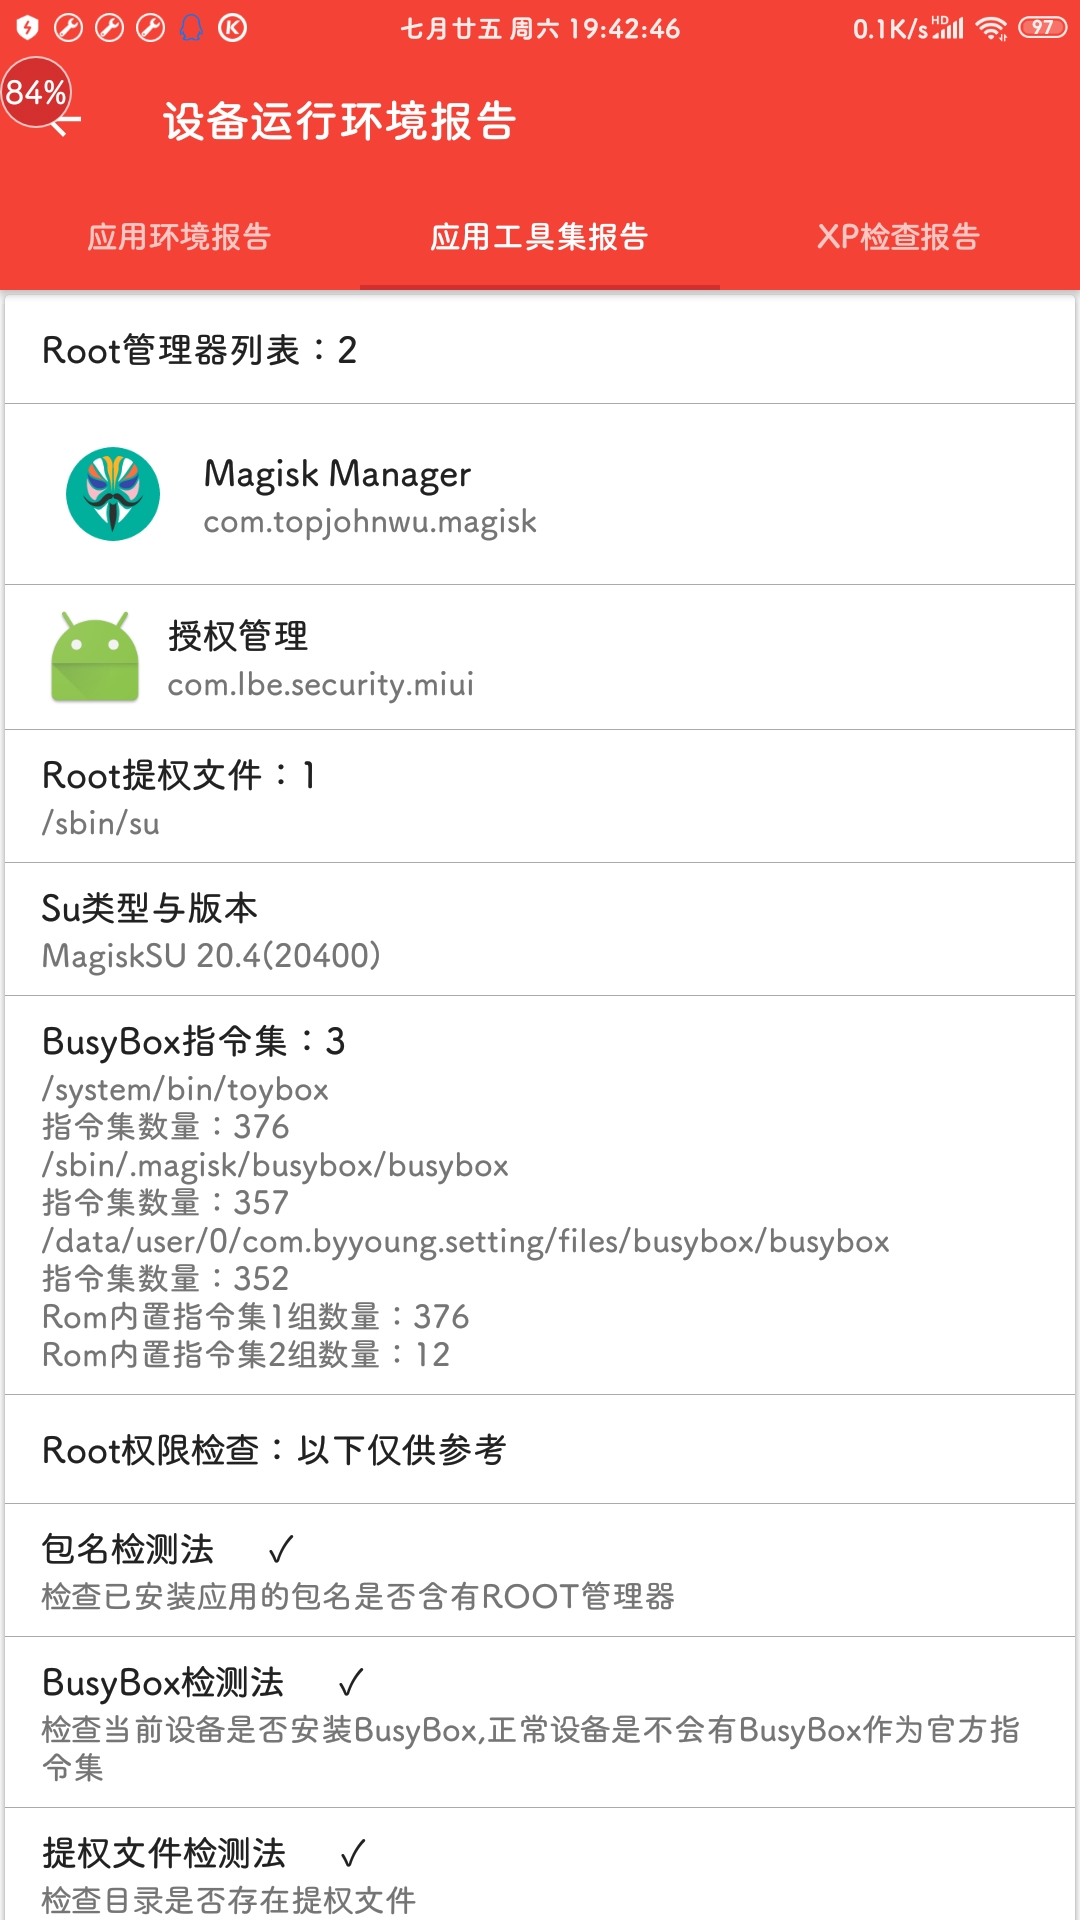 七月廿五 周六 19:42:46
0.1K/s HD 97
84%
设备运行环境报告
应用环境报告
应用工具集报告
XP检查报告
Root管理器列表：2
Magisk Manager
com.topjohnwu.magisk
授权管理
com.lbe.security.miui
Root提权文件：1
/sbin/su
Su类型与版本
MagiskSU 20.4(20400)
BusyBox指令集：3
/system/bin/toybox
指令集数量：376
/sbin/.magisk/busybox/busybox
指令集数量：357
/data/user/0/com.byyoung.setting/files/busybox/busybox
指令集数量：352
Rom内置指令集1组数量：376
Rom内置指令集2组数量：12
Root权限检查：以下仅供参考
包名检测法 ✓
检查已安装应用的包名是否含有ROOT管理器
BusyBox检测法 ✓
检查当前设备是否安装BusyBox,正常设备是不会有BusyBox作为官方指
令集
提权文件检测法 ✓
检查目录是否存在提权文件